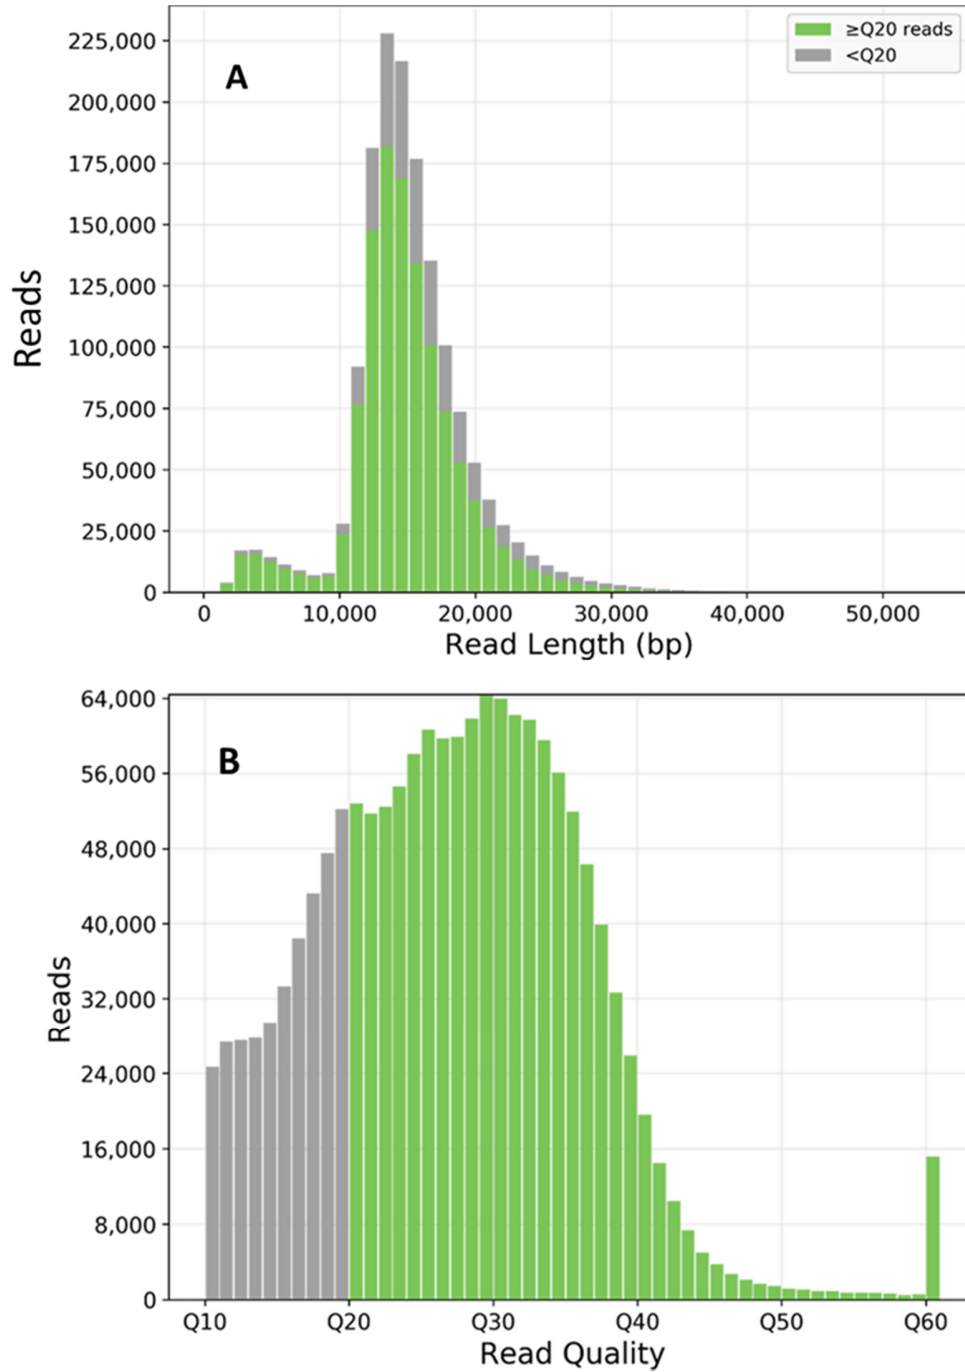 A
≥Q20 reads
<Q20
225,000
200,000
175,000
150,000
125,000
100,000
75,000
50,000
25,000
0
Reads
0 10,000 20,000 30,000 40,000 50,000
Read Length (bp)
B
64,000
56,000
48,000
40,000
32,000
24,000
16,000
8,000
0
Reads
Q10 Q20 Q30 Q40 Q50 Q60
Read Quality